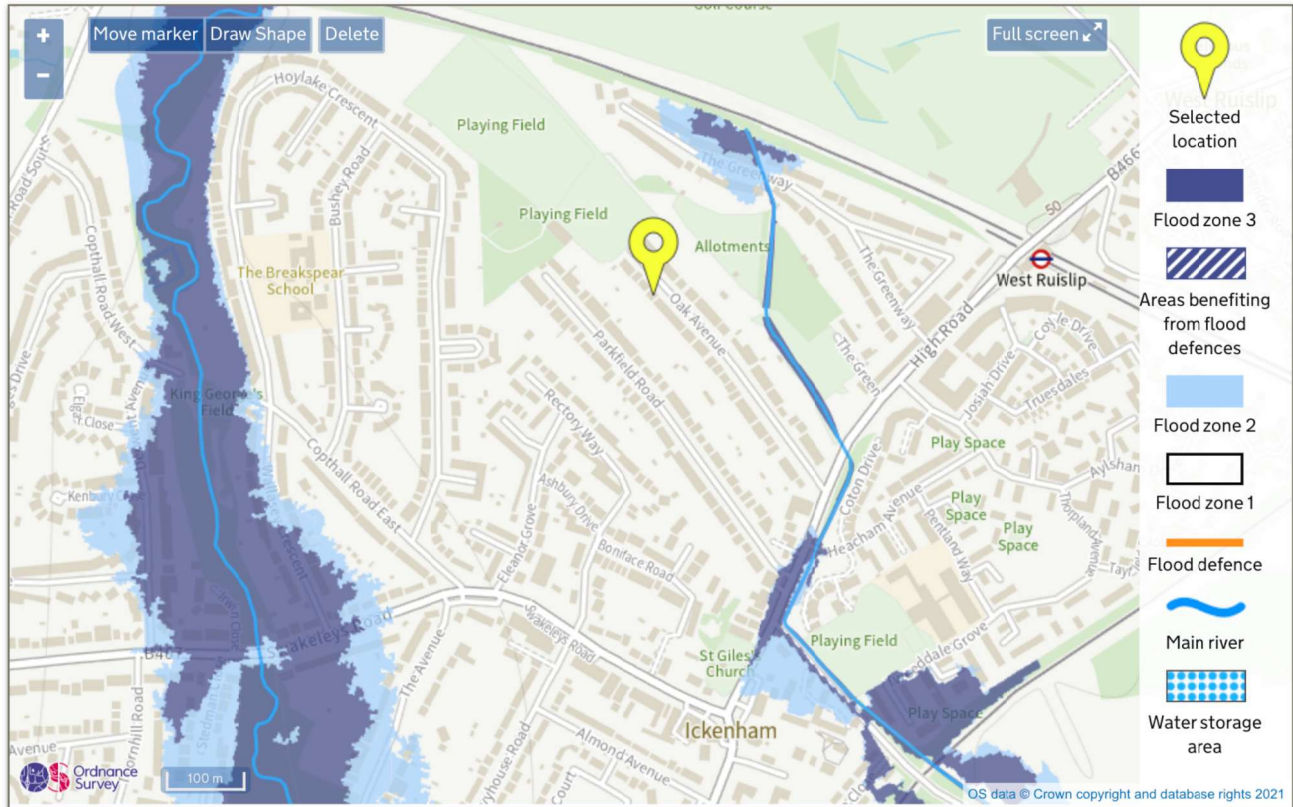 Golf Course
+
−
Move marker
Draw Shape
Delete
Full screen
Selected
location
Flood zone 3
Areas benefiting
from flood
defences
Flood zone 2
Flood zone 1
Flood defence
Main river
Water storage
area
West Ruislip
Hoylake Crescent
Playing Field
The Greenway
B466
50
Bushey Road
Playing Field
Copthall Road West
The Breakspear
School
Allotments
Oak Avenue
The Greenway
West Ruislip
High Road
The Green
Coyle Drive
Josiah Drive
Truesdales
Parkfield Road
Rectory Way
King George's
Field
Close
Copthall Road East
Ashbury Drive
Eleanor Grove
Boniface Road
Coton Drive
Heacham Avenue
Pentland Way
Play Space
Play
Space
Play
Space
Thorpland Avenue
Swakeleys Road
Swakeleys Road
B467
The Avenue
St Giles'
Church
Playing Field
Play Space
Ickenham
Almond Avenue
Court
Avenue
Ordnance
Survey
100 m
OS data © Crown copyright and database rights 2021